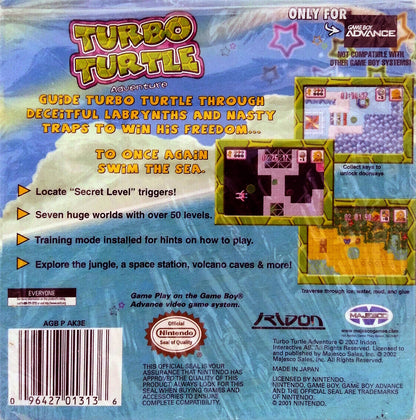 ONLY FOR
GAME BOY ADVANCE
NOT COMPATIBLE WITH
OTHER GAME BOY SYSTEMS!
TURBO
TURTLE
Adventure
GUIDE TURBO TURTLE THROUGH
DECEITFUL LABRYNTHS AND NASTY
TRAPS TO WIN HIS FREEDOM...
TO ONCE AGAIN
SWIM THE SEA.
Collect keys to
unlock doorways
Locate "Secret Level" triggers!
Seven huge worlds with over 50 levels.
Training mode installed for hints on how to play.
Explore the jungle, a space station, volcano caves & more!
Traverse through ice, water, mud, and glue
EVERYONE
Game Play on the Game Boy®
Advance video game system.
AGB P AK3E
Official
Nintendo
Seal of Quality
IRIDON
MAJESCO
majescogames.com
Turbo Turtle Adventure © 2002 Iridon
Interactive AB. All Rights Reserved. Licensed to
and published by Majesco Sales, Inc. © 2002
Majesco Sales, Inc. All Rights Reserved.
MADE IN JAPAN
THIS OFFICIAL SEAL IS YOUR
ASSURANCE THAT NINTENDO HAS
APPROVED THE QUALITY OF THIS
PRODUCT. ALWAYS LOOK FOR THIS
SEAL WHEN BUYING GAMES AND
ACCESSORIES TO ENSURE
COMPLETE COMPATIBILITY.
LICENSED BY NINTENDO.
NINTENDO, GAME BOY, GAME BOY ADVANCE
AND THE OFFICIAL SEAL ARE TRADEMARKS
OF NINTENDO.
© 2001 NINTENDO.
0 96427 01313 6